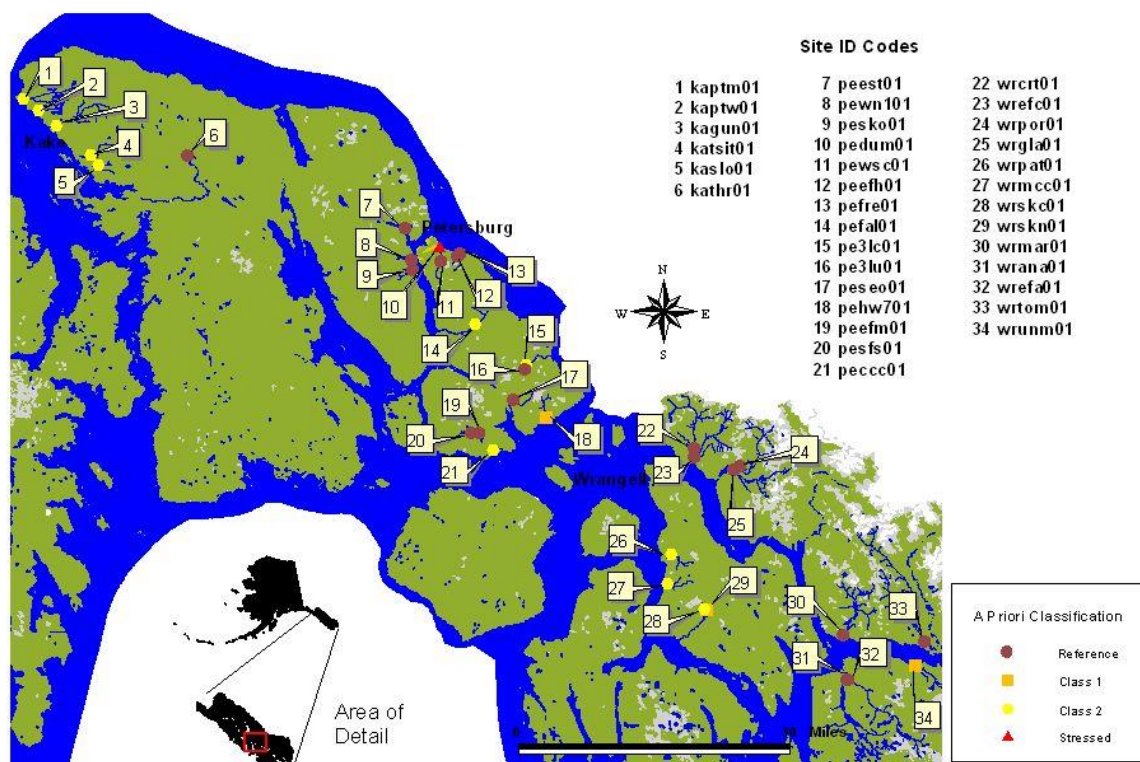 Site ID Codes
1 kaptm01
2 kaptw01
3 kagun01
4 katsit01
5 kaslo01
6 kathr01
7 peest01
8 pewn101
9 pesko01
10 pedum01
11 pewsc01
12 peefh01
13 pefre01
14 pefal01
15 pe3lc01
16 pe3lu01
17 peseo01
18 pehw701
19 peefm01
20 pesfs01
21 peccc01
22 wrcrt01
23 wrefc01
24 wrpor01
25 wrgla01
26 wrpat01
27 wrmcc01
28 wrskc01
29 wrskn01
30 wrmar01
31 wrana01
32 wrefa01
33 wrtom01
34 wrunm01
1
2
3
Kake
4
5
6
7
Petersburg
8
9
10
11
12
13
N
W
E
S
14
15
16
17
18
19
20
21
22
23
24
Wrangell
25
26
27
28
29
30
31
32
33
34
Area of
Detail
0
Miles
A Priori Classification
Reference
Class 1
Class 2
Stressed